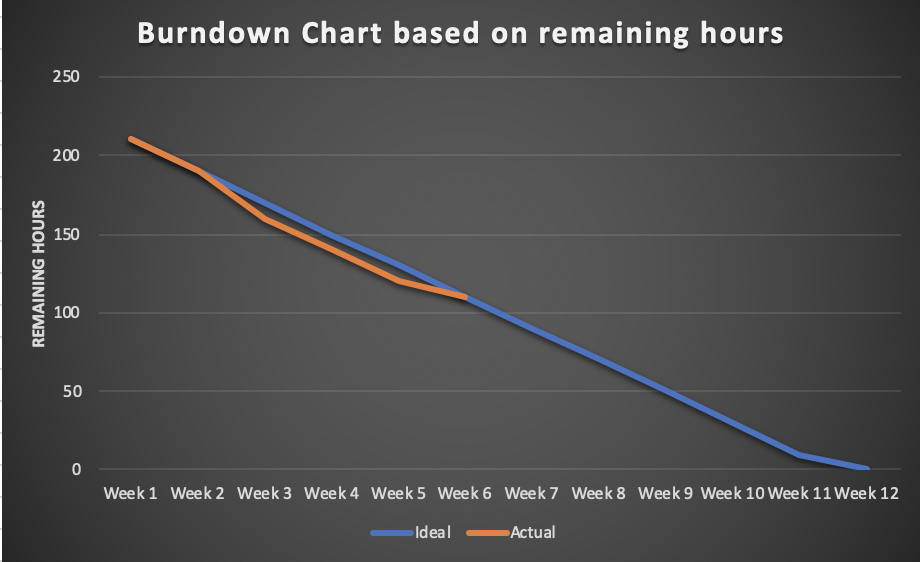 Burndown Chart based on remaining hours
250
200
150
100
50
0
REMAINING HOURS
Week 1 Week 2 Week 3 Week 4 Week 5 Week 6 Week 7 Week 8 Week 9 Week 10 Week 11 Week 12
Ideal Actual